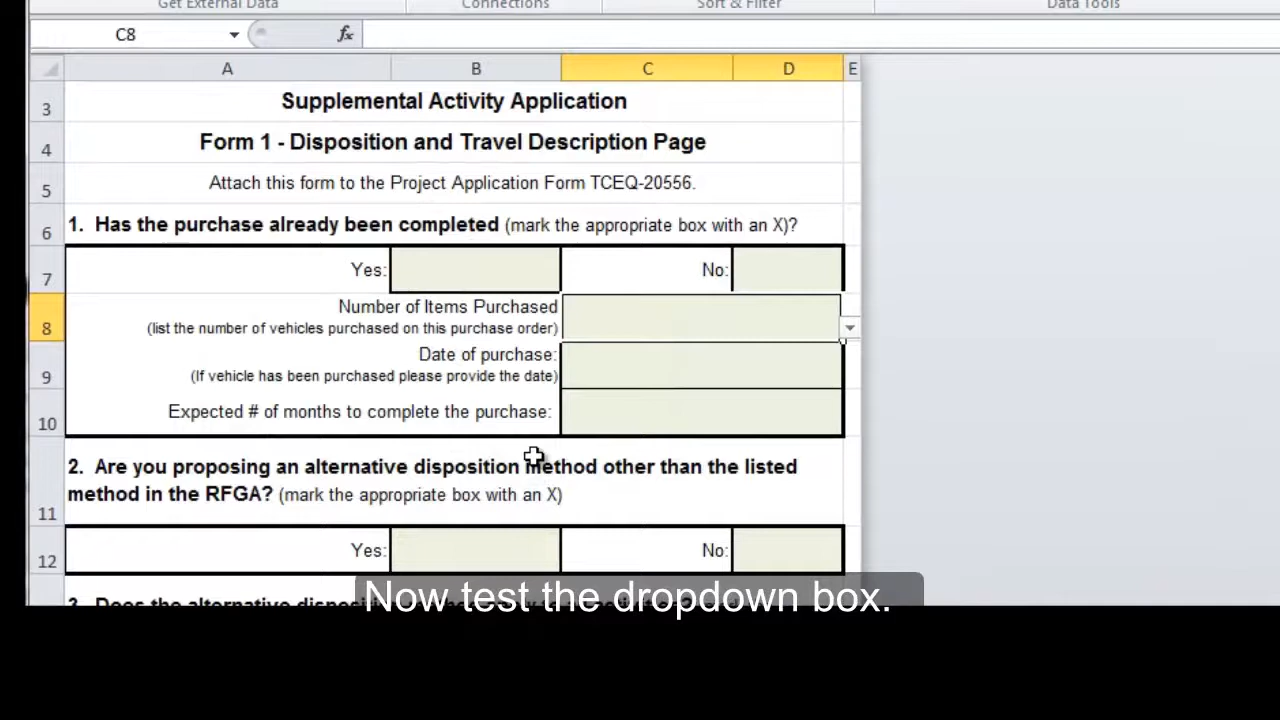 Get External Data
Connections
Sort & Filter
Data Tools
C8
fx
A B C D E
3 Supplemental Activity Application
4 Form 1 - Disposition and Travel Description Page
5 Attach this form to the Project Application Form TCEQ-20556.
6 1. Has the purchase already been completed (mark the appropriate box with an X)?
7 Yes: No:
8 Number of Items Purchased
(list the number of vehicles purchased on this purchase order)
9 Date of purchase:
(If vehicle has been purchased please provide the date)
10 Expected # of months to complete the purchase:
11 2. Are you proposing an alternative disposition method other than the listed
method in the RFGA? (mark the appropriate box with an X)
12 Yes: No:
3. Does the alternative
Now test the dropdown box.